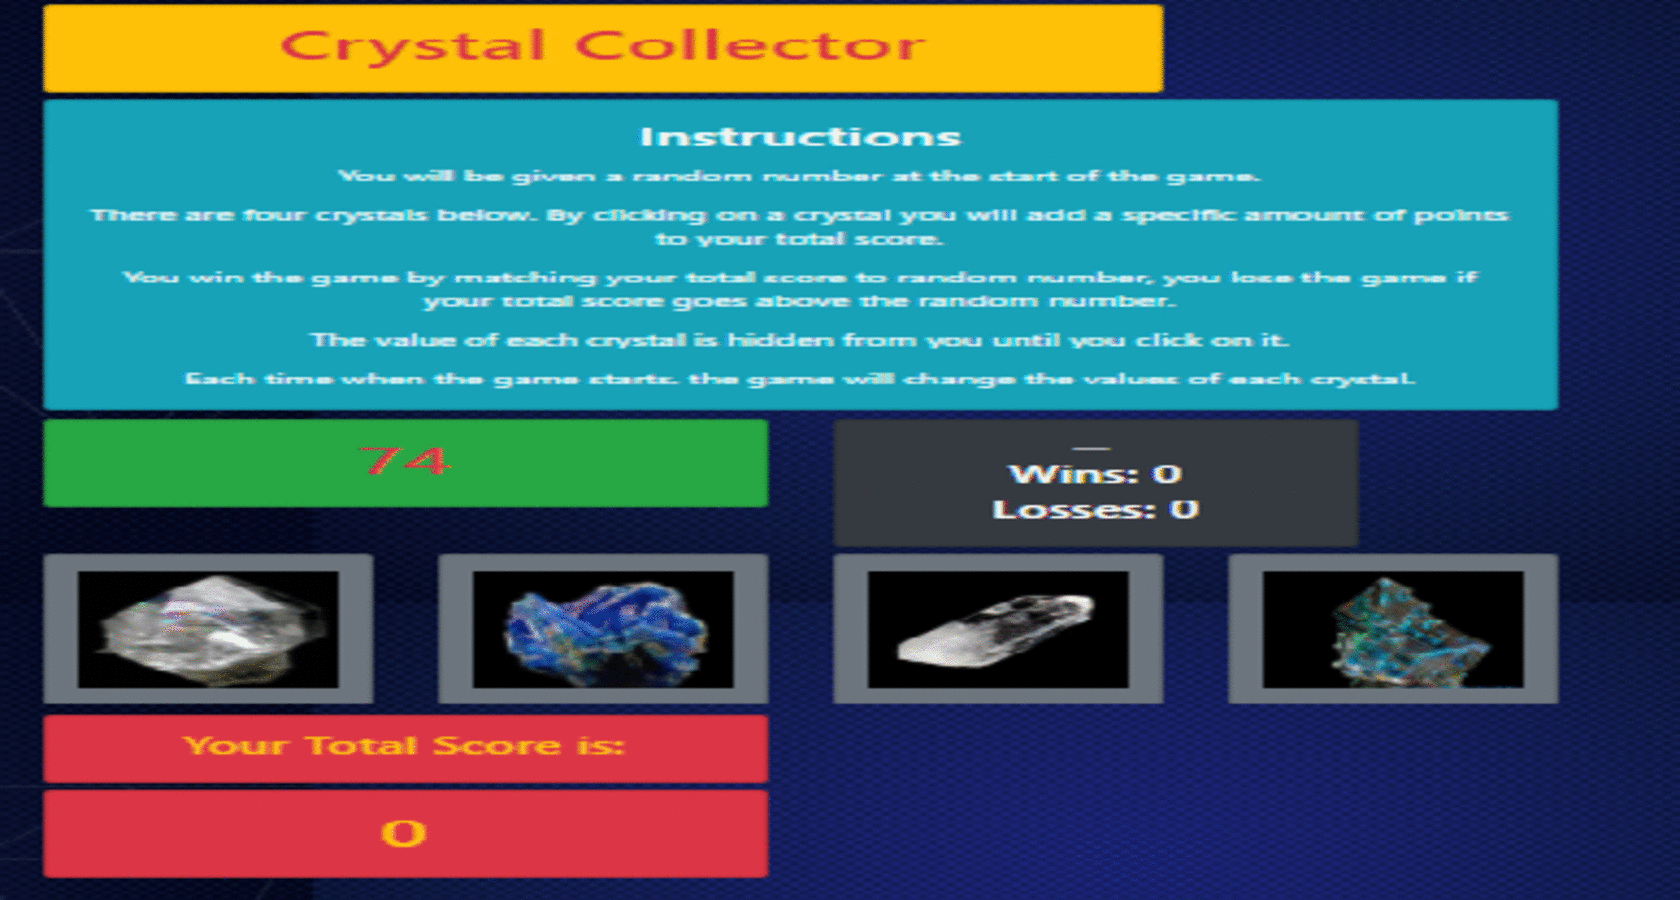 Crystal Collector
Instructions
You will be given a random number at the start of the game.
There are four crystals below. By clicking on a crystal you will add a specific amount of points
to your total score.
You win the game by matching your total score to random number, you lose the game if
your total score goes above the random number.
The value of each crystal is hidden from you until you click on it.
Each time when the game starts. the game will change the values of each crystal.
74
Wins: 0
Losses: 0
Your Total Score is:
0